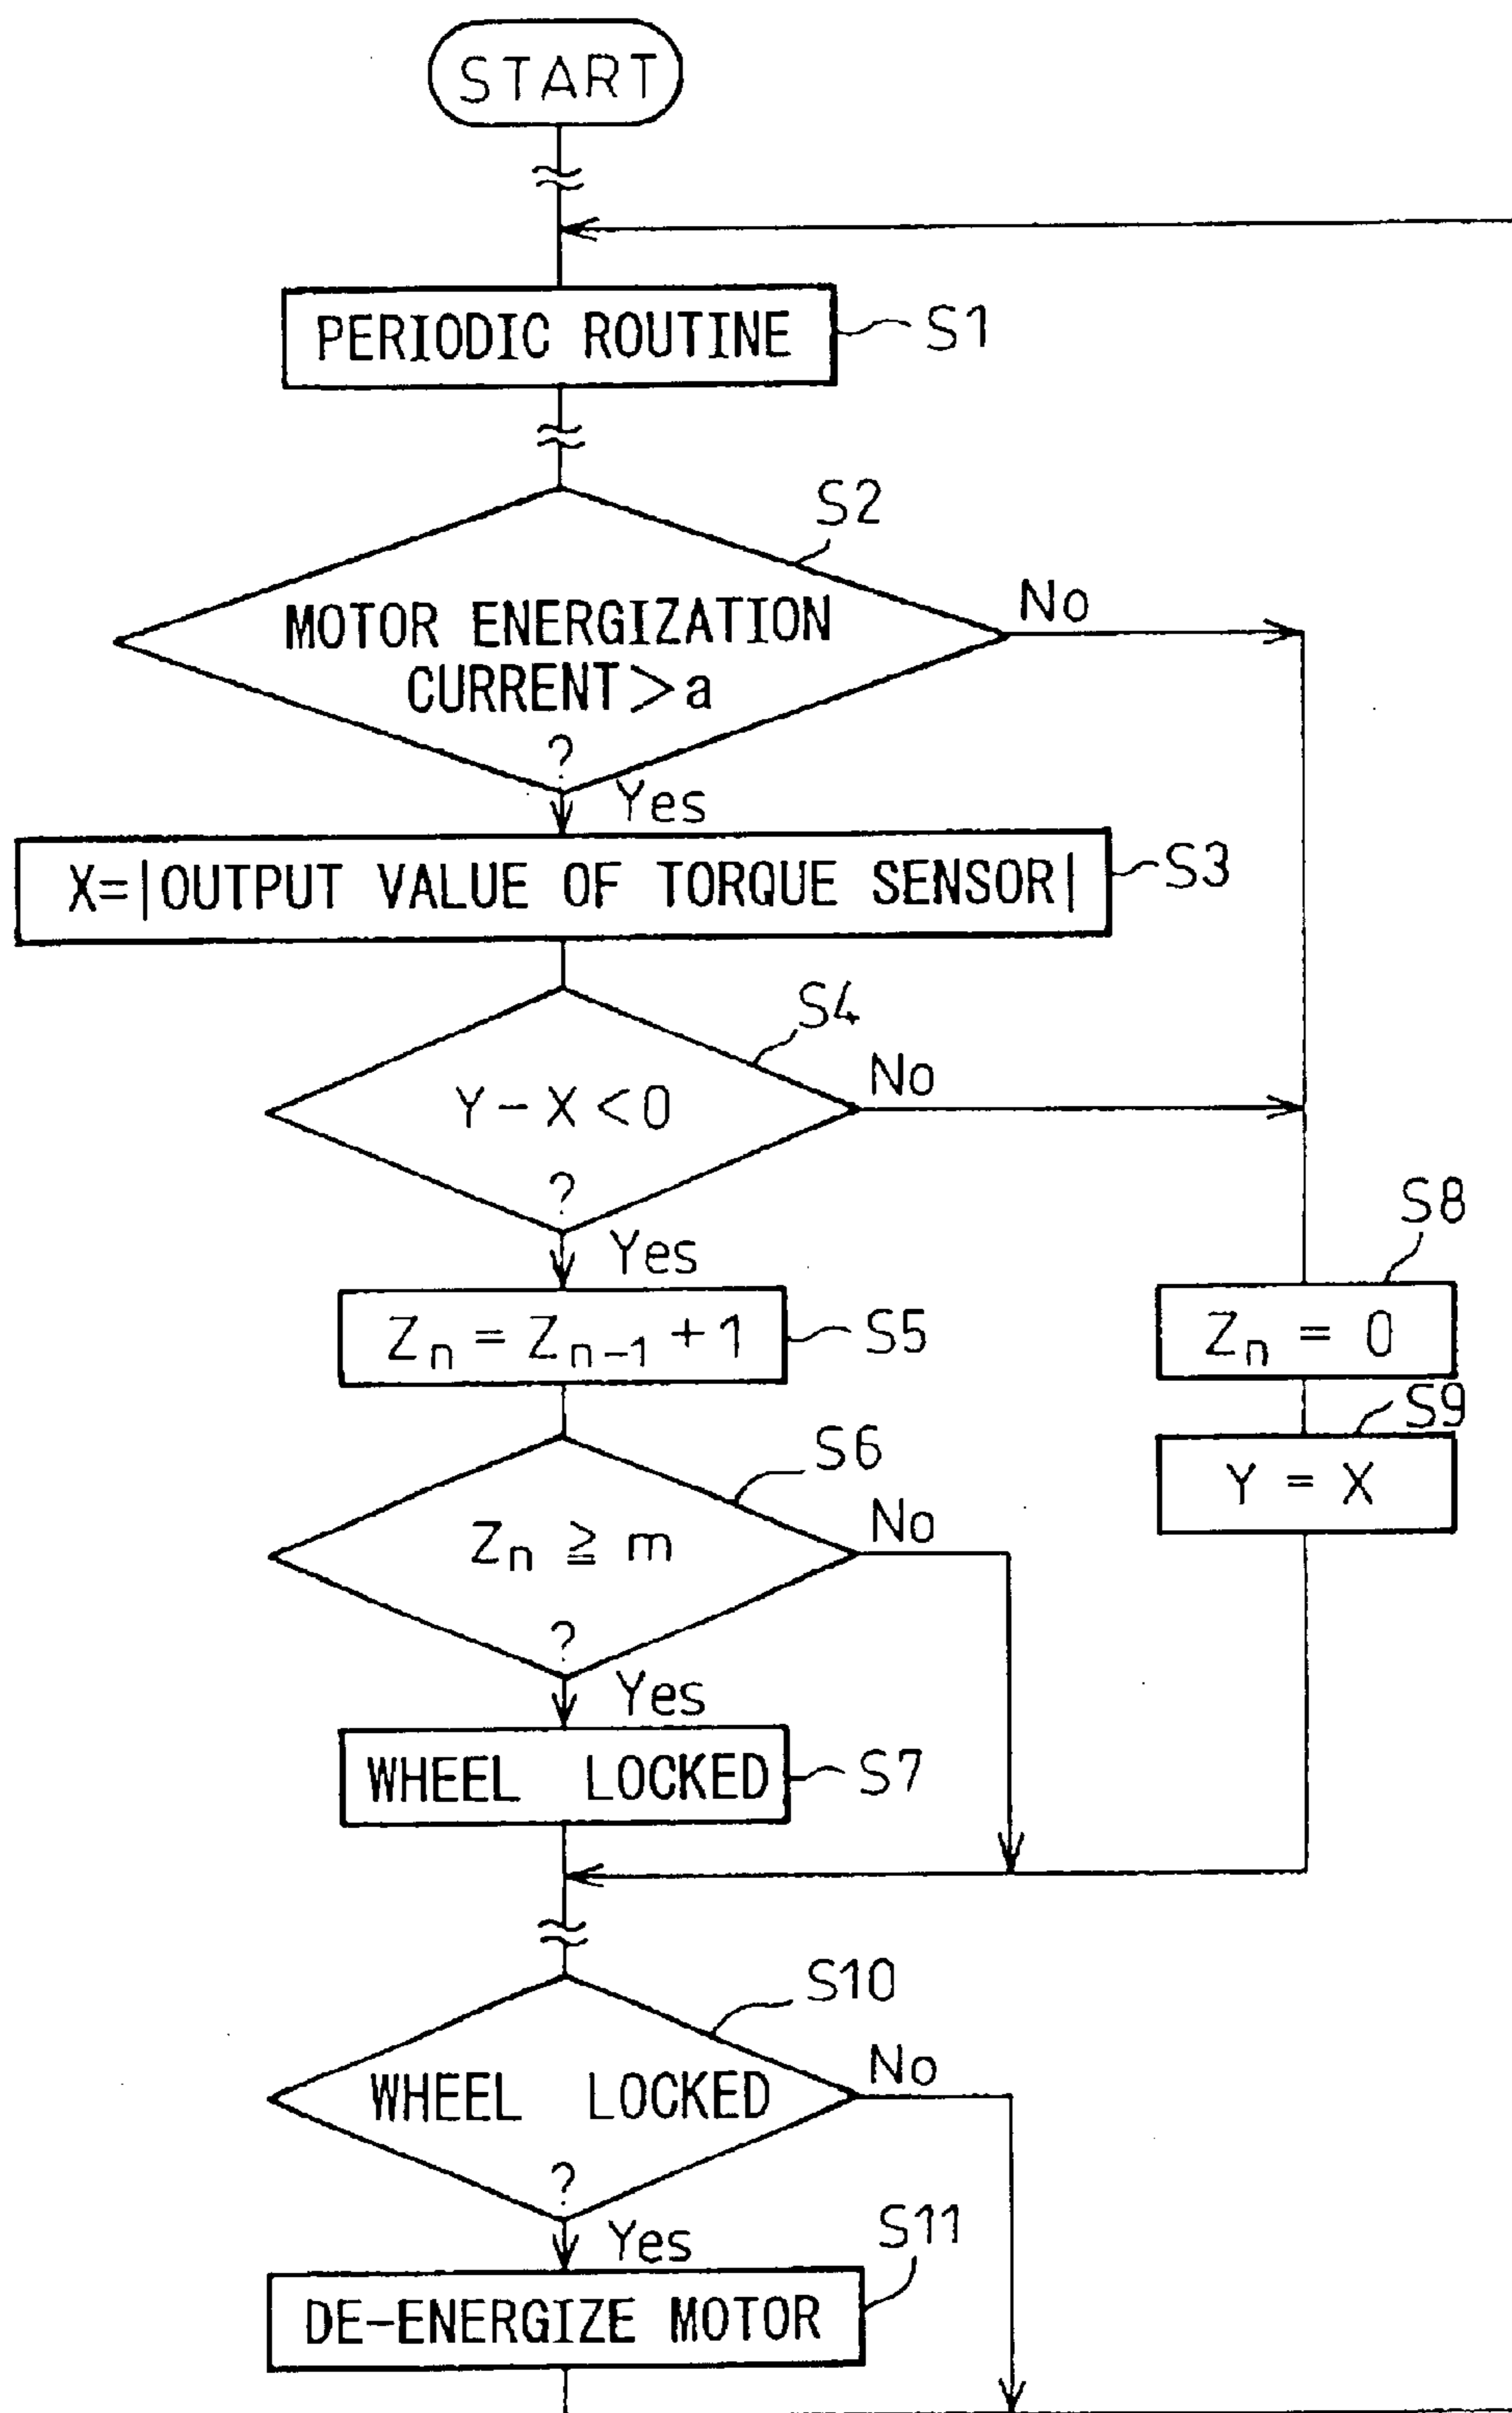 START
PERIODIC ROUTINE
S1
S2
MOTOR ENERGIZATION
CURRENT>a
?
No
Yes
X=|OUTPUT VALUE OF TORQUE SENSOR|
S3
S4
Y-X<0
?
No
Yes
Zn = Zn-1 +1
S5
S8
Zn = 0
S9
Y = X
S6
Zn ≧ m
?
No
Yes
WHEEL LOCKED
S7
S10
WHEEL LOCKED
?
No
Yes
S11
DE-ENERGIZE MOTOR